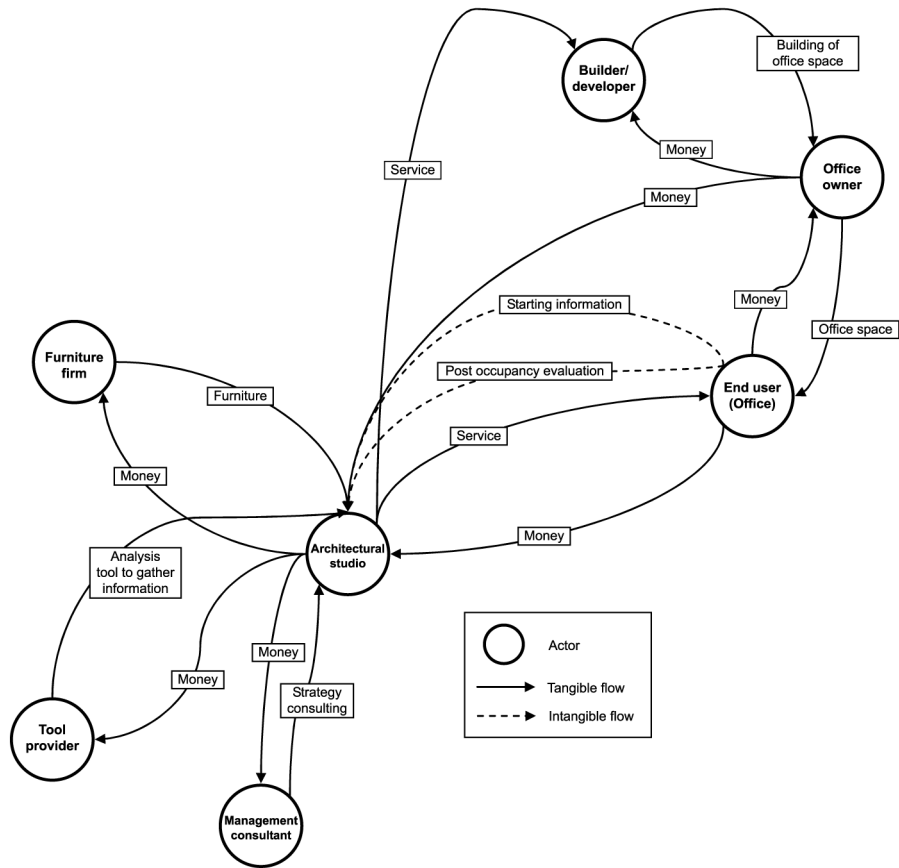 Builder/
developer
Building of
office space
Money
Office
owner
Service
Money
Starting information
Money
Office space
Furniture
firm
Furniture
Post occupancy evaluation
End user
(Office)
Service
Money
Money
Architectural
studio
Analysis
tool to gather
information
Money
Money
Strategy
consulting
Tool
provider
Management
consultant
Actor
Tangible flow
Intangible flow